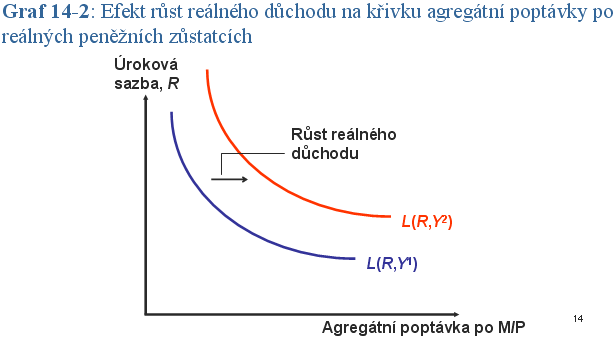 Graf 14-2: Efekt růst reálného důchodu na křivku agregátní poptávky po
reálných peněžních zůstatcích
Úroková
sazba, R
Růst reálného
důchodu
L(R,Y²)
L(R,Y¹)
Agregátní poptávka po M/P
14